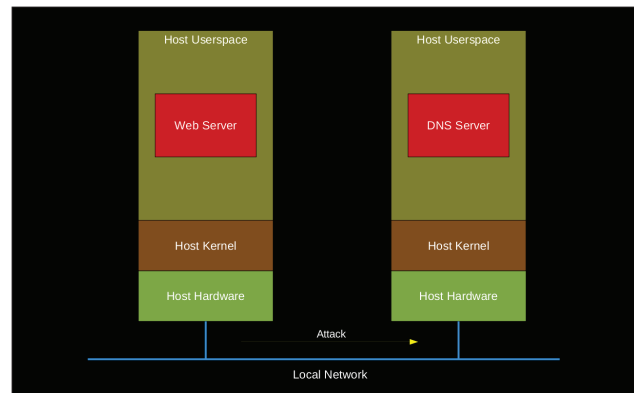 Host Userspace
Web Server
Host Kernel
Host Hardware
Host Userspace
DNS Server
Host Kernel
Host Hardware
Attack
Local Network